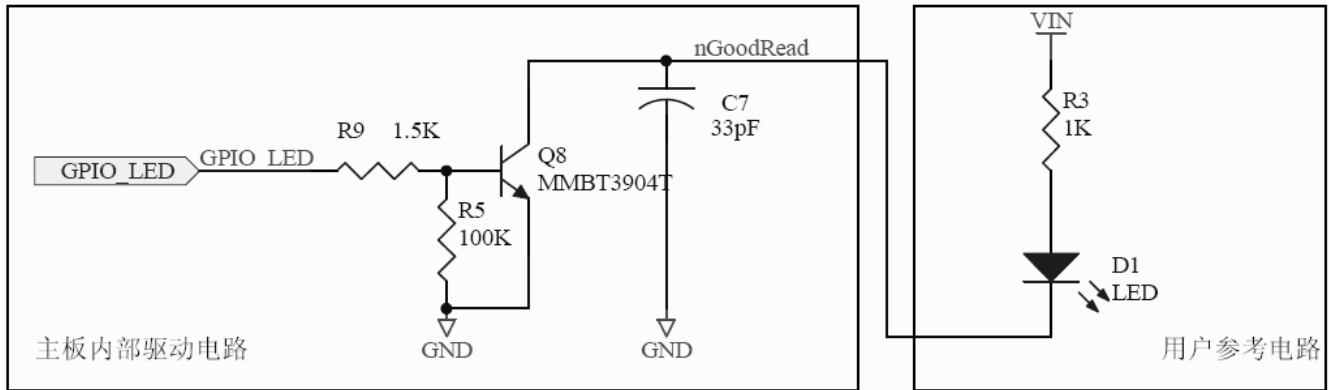 nGoodRead
VIN
C7
33pF
R3
1K
R9 1.5K
GPIO_LED
GPIO_LED
Q8
MMBT3904T
R5
100K
D1
LED
GND
GND
主板内部驱动电路
用户参考电路